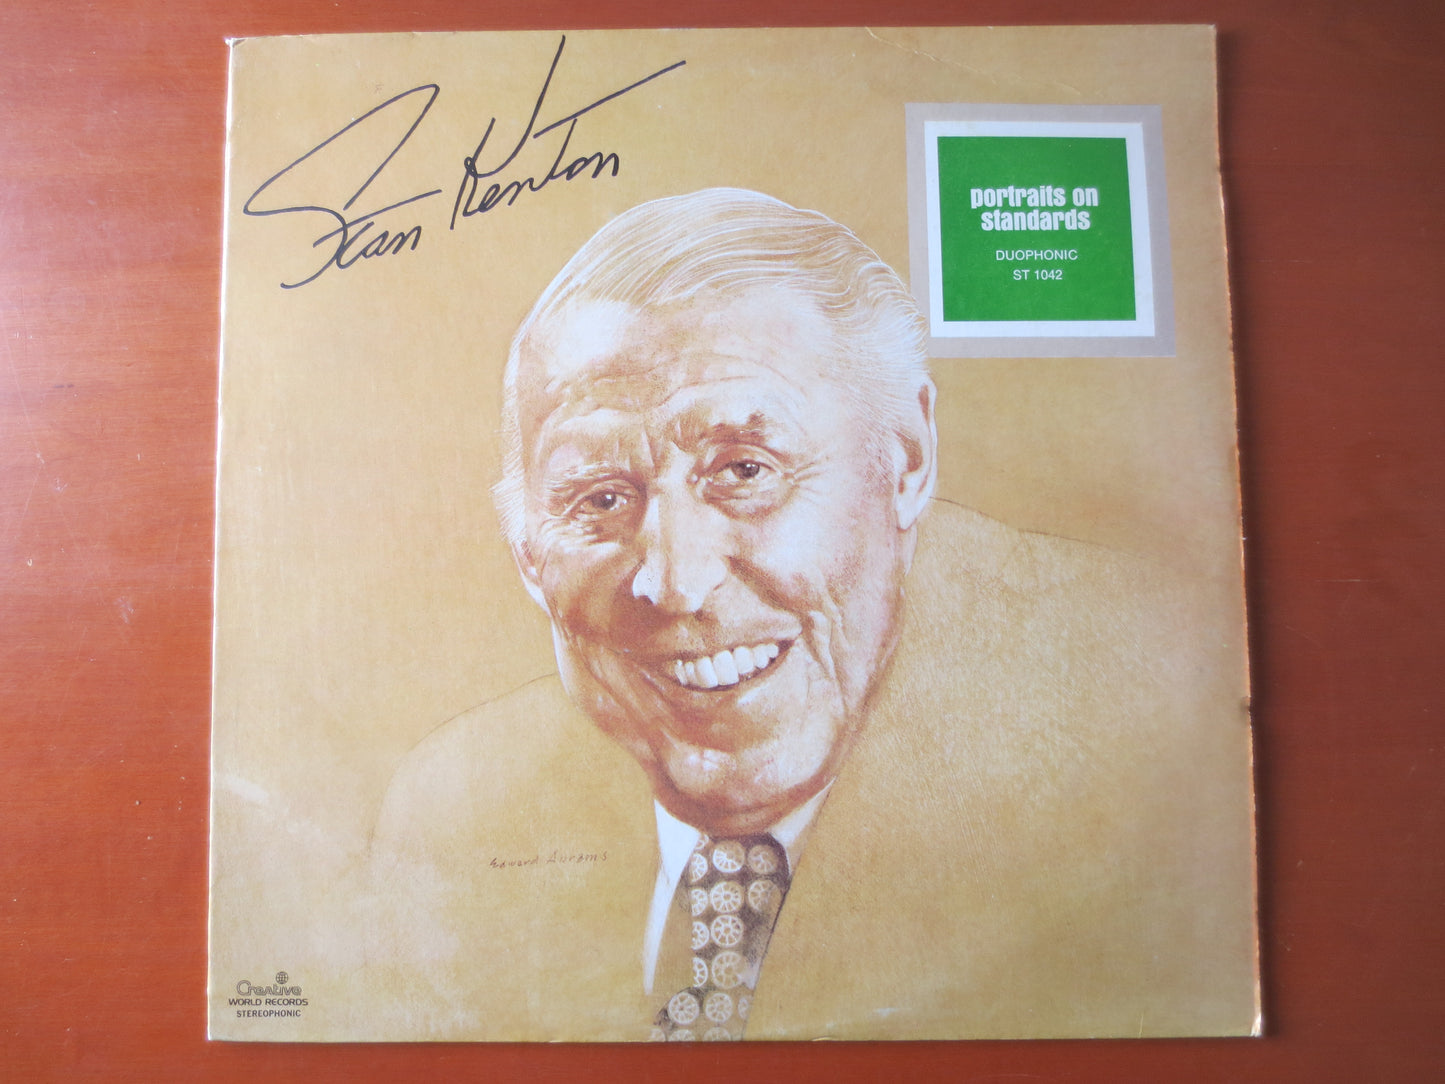 Stan Kenton
portraits on
standards
DUOPHONIC
ST 1042
Edward Abrams
Creative
WORLD RECORDS
STEREOPHONIC